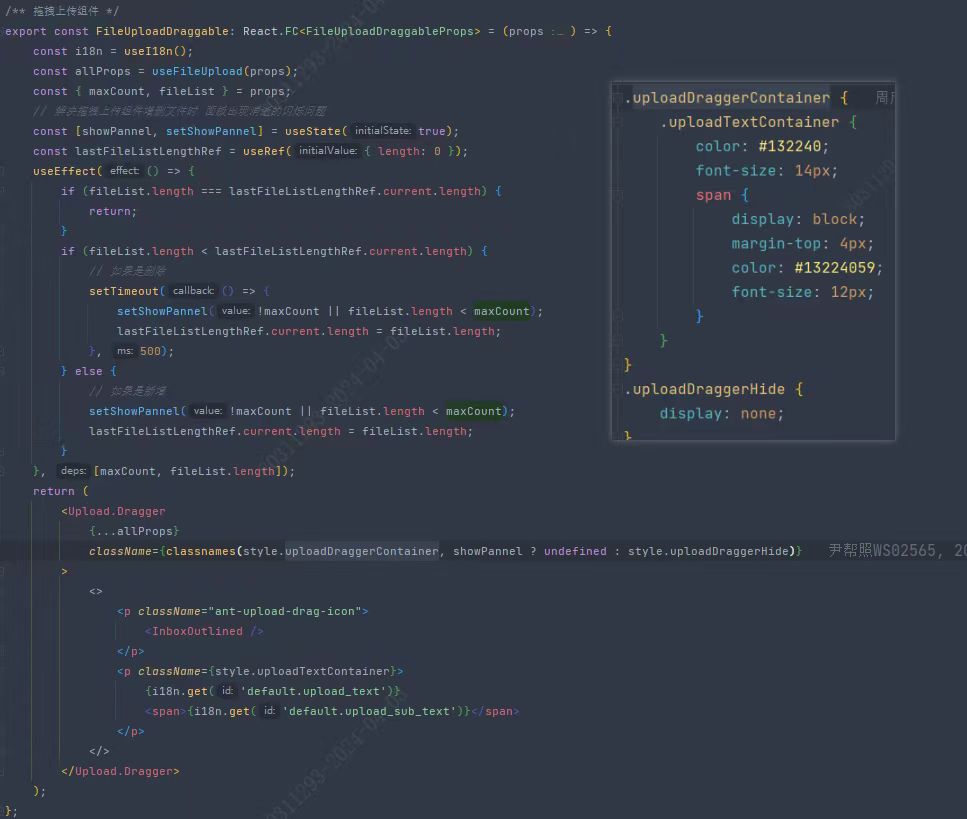 /** 拖拽上传组件 */
export const FileUploadDraggable: React.FC<FileUploadDraggableProps> = (props :_ ) => {
const i18n = useI18n();
const allProps = useFileUpload(props);
const { maxCount, fileList } = props;
// 解决拖拽上传组件增删文件时 面板出现消失的闪烁问题
const [showPannel, setShowPannel] = useState( initialState: true);
const lastFileListLengthRef = useRef( initialValue: { length: 0 });
useEffect( effect: () => {
if (fileList.length === lastFileListLengthRef.current.length) {
return;
}
if (fileList.length < lastFileListLengthRef.current.length) {
// 如果是删除
setTimeout( callback: () => {
setShowPannel( value: !maxCount || fileList.length < maxCount);
lastFileListLengthRef.current.length = fileList.length;
}, ms: 500);
} else {
// 如果是新增
setShowPannel( value: !maxCount || fileList.length < maxCount);
lastFileListLengthRef.current.length = fileList.length;
}
}, deps: [maxCount, fileList.length]);
return (
<Upload.Dragger
{...allProps}
className={classnames(style.uploadDraggerContainer, showPannel ? undefined : style.uploadDraggerHide)} 尹帮照WS02565, 20
>
<>
<p className="ant-upload-drag-icon">
<InboxOutlined />
</p>
<p className={style.uploadTextContainer}>
{i18n.get( id: 'default.upload_text')}
<span>{i18n.get( id: 'default.upload_sub_text')}</span>
</p>
</>
</Upload.Dragger>
);
};
.uploadDraggerContainer { 周
.uploadTextContainer {
color: #132240;
font-size: 14px;
span {
display: block;
margin-top: 4px;
color: #13224059;
font-size: 12px;
}
}
}
.uploadDraggerHide {
display: none;
}